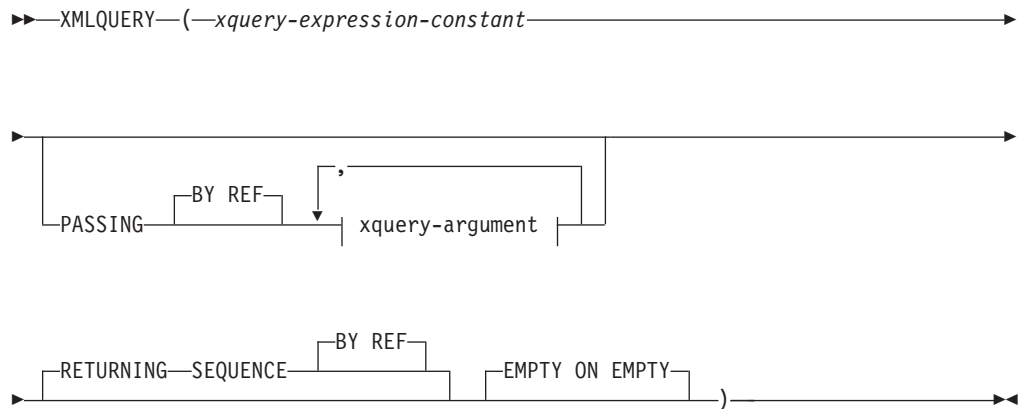 XMLQUERY ( xquery-expression-constant
,
BY REF
PASSING xquery-argument
BY REF
RETURNING SEQUENCE EMPTY ON EMPTY
)